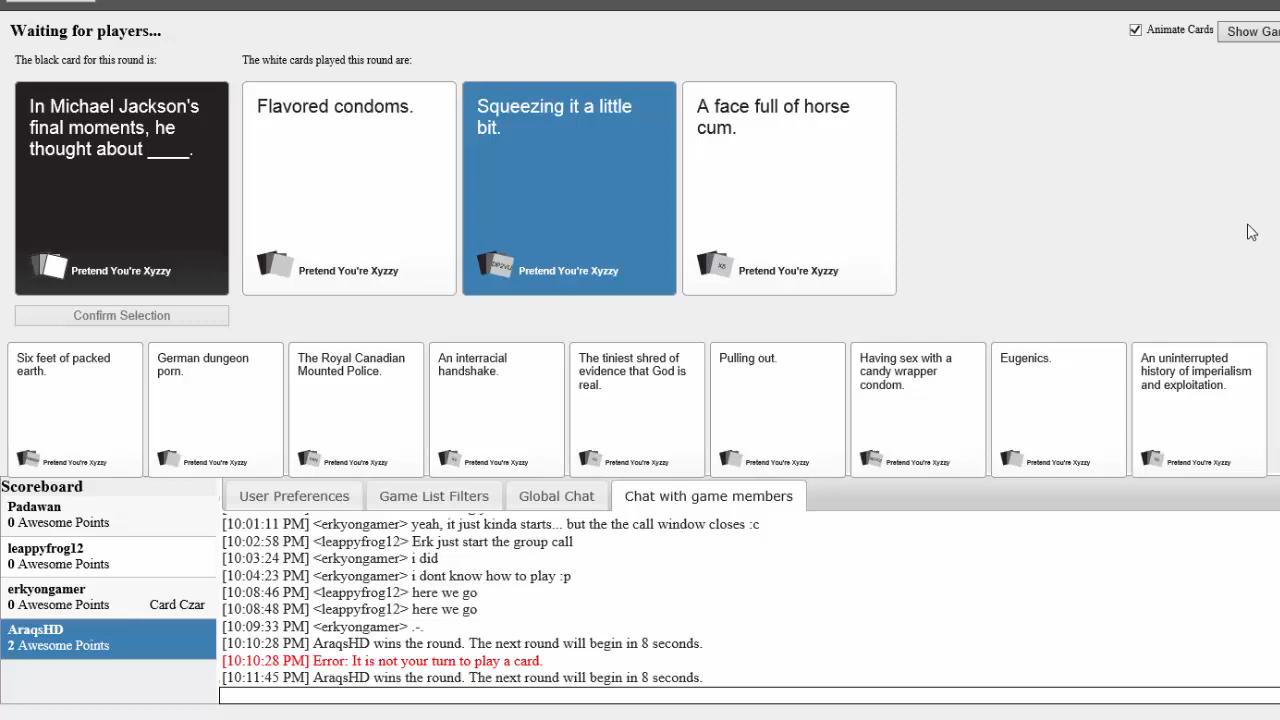 Waiting for players...
Animate Cards
Show Gar
The black card for this round is:
The white cards played this round are:
In Michael Jackson's
final moments, he
thought about ____.
Pretend You're Xyzzy
Flavored condoms.
Pretend You're Xyzzy
Squeezing it a little
bit.
DP2VU
Pretend You're Xyzzy
A face full of horse
cum.
X5
Pretend You're Xyzzy
Confirm Selection
Six feet of packed
earth.
Pretend You're Xyzzy
German dungeon
porn.
Pretend You're Xyzzy
The Royal Canadian
Mounted Police.
Pretend You're Xyzzy
An interracial
handshake.
Pretend You're Xyzzy
The tiniest shred of
evidence that God is
real.
Pretend You're Xyzzy
Pulling out.
Pretend You're Xyzzy
Having sex with a
candy wrapper
condom.
Pretend You're Xyzzy
Eugenics.
Pretend You're Xyzzy
An uninterrupted
history of imperialism
and exploitation.
Pretend You're Xyzzy
Scoreboard
Padawan
0 Awesome Points
leappyfrog12
0 Awesome Points
erkyongamer
0 Awesome Points Card Czar
AraqsHD
2 Awesome Points
User Preferences
Game List Filters
Global Chat
Chat with game members
[10:01:11 PM] <erkyongamer> yeah, it just kinda starts... but the the call window closes :c
[10:02:58 PM] <leappyfrog12> Erk just start the group call
[10:03:24 PM] <erkyongamer> i did
[10:04:23 PM] <erkyongamer> i dont know how to play :p
[10:08:46 PM] <leappyfrog12> here we go
[10:08:48 PM] <leappyfrog12> here we go
[10:09:33 PM] <erkyongamer> .-.
[10:10:28 PM] AraqsHD wins the round. The next round will begin in 8 seconds.
[10:10:28 PM] Error: It is not your turn to play a card.
[10:11:45 PM] AraqsHD wins the round. The next round will begin in 8 seconds.